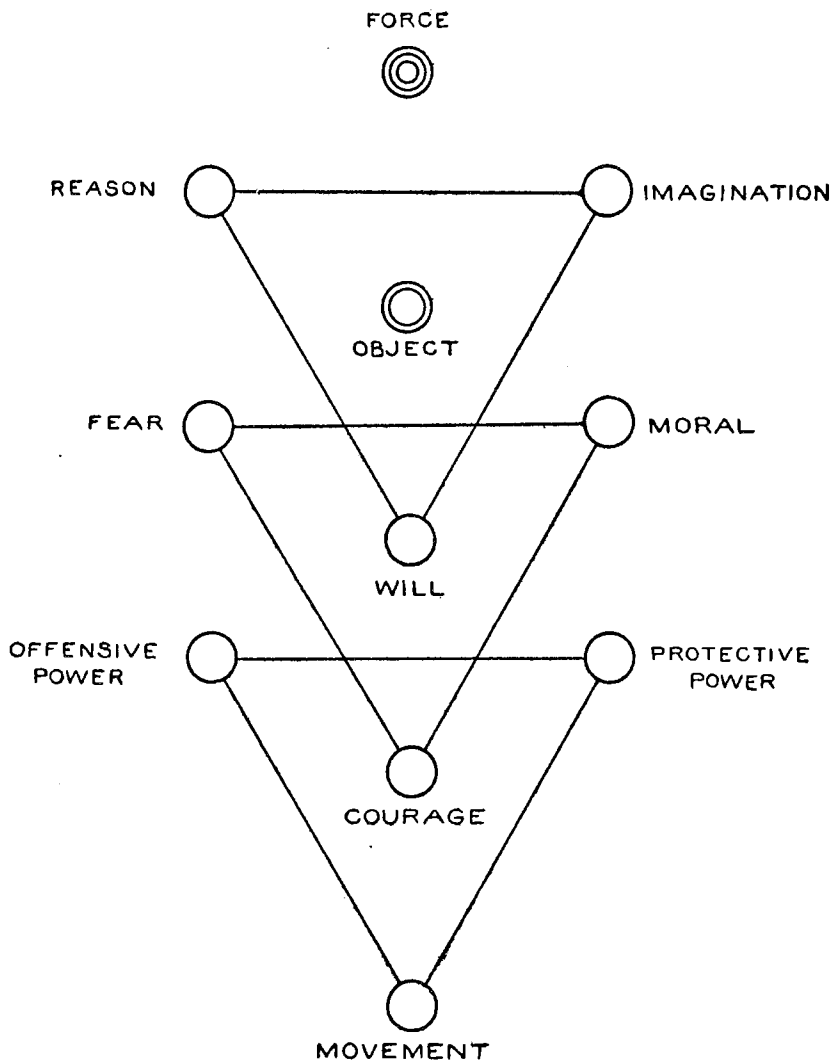 FORCE
REASON
IMAGINATION
OBJECT
FEAR
MORAL
WILL
OFFENSIVE
POWER
PROTECTIVE
POWER
COURAGE
MOVEMENT